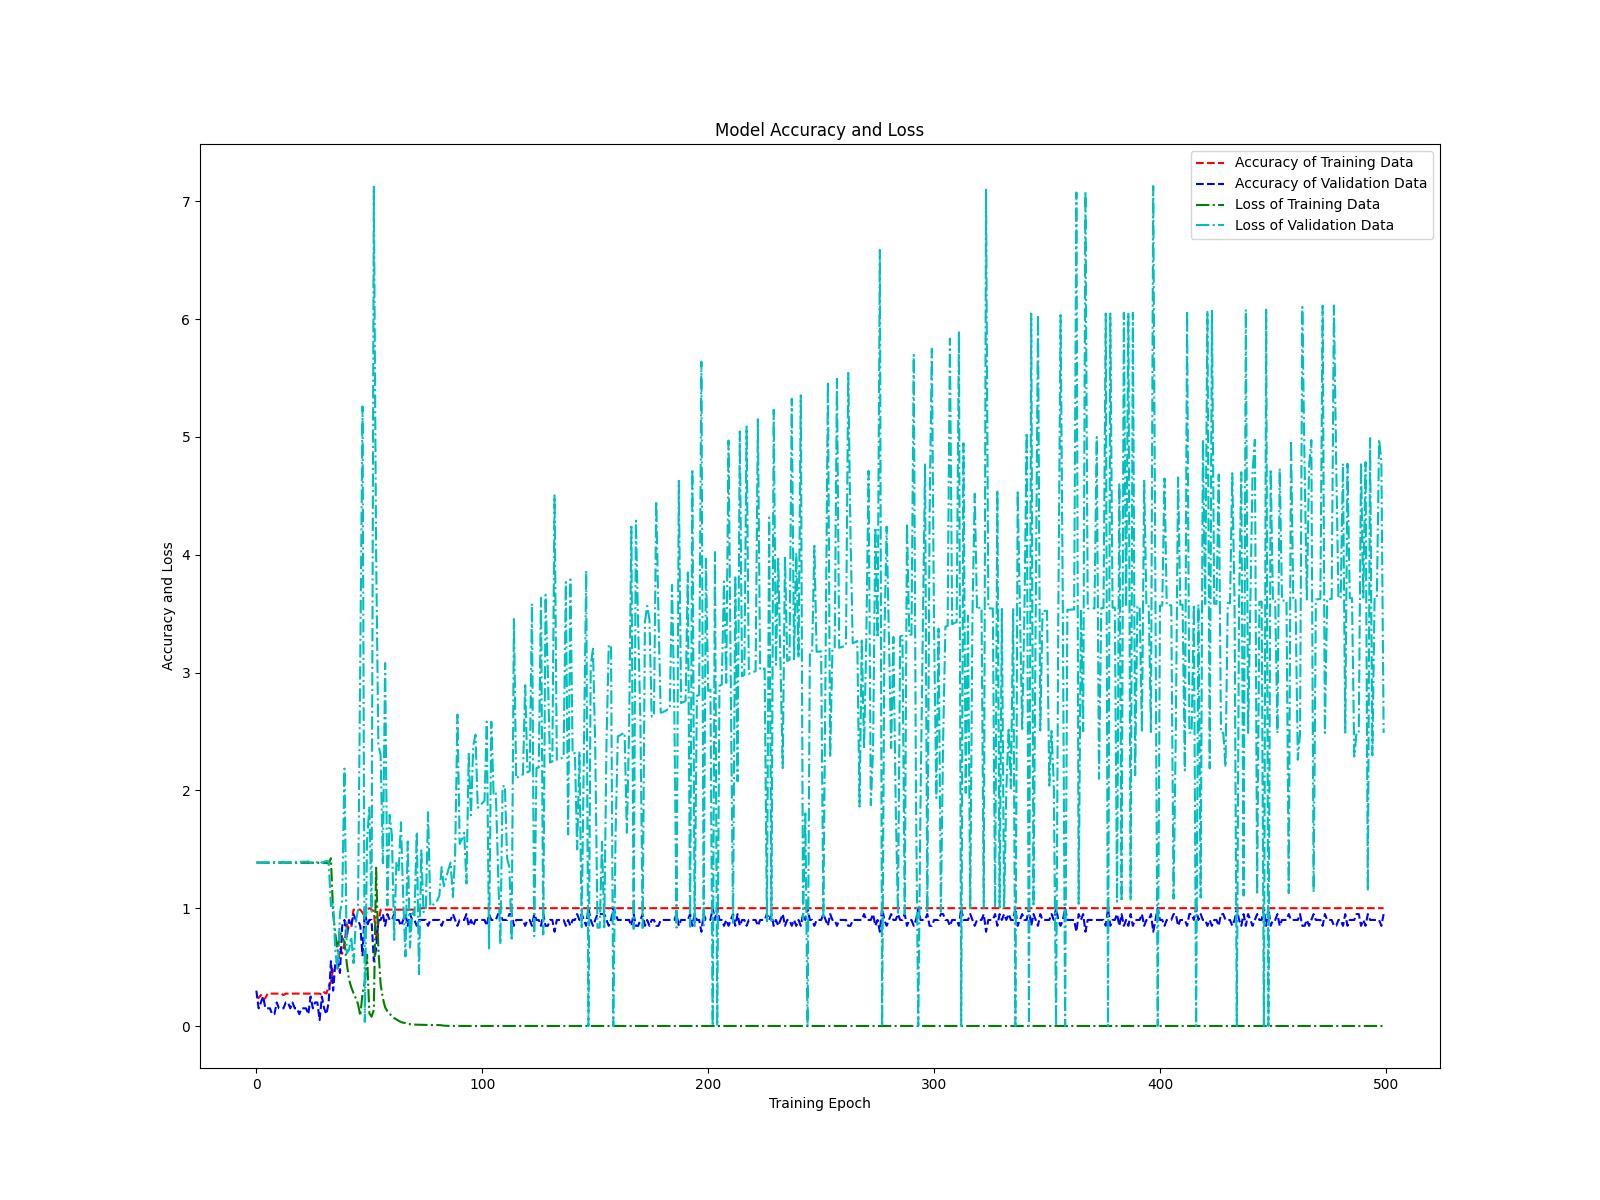 Model Accuracy and Loss
Accuracy of Training Data
Accuracy of Validation Data
Loss of Training Data
Loss of Validation Data
7
6
5
4
3
2
1
0
Accuracy and Loss
0 100 200 300 400 500
Training Epoch